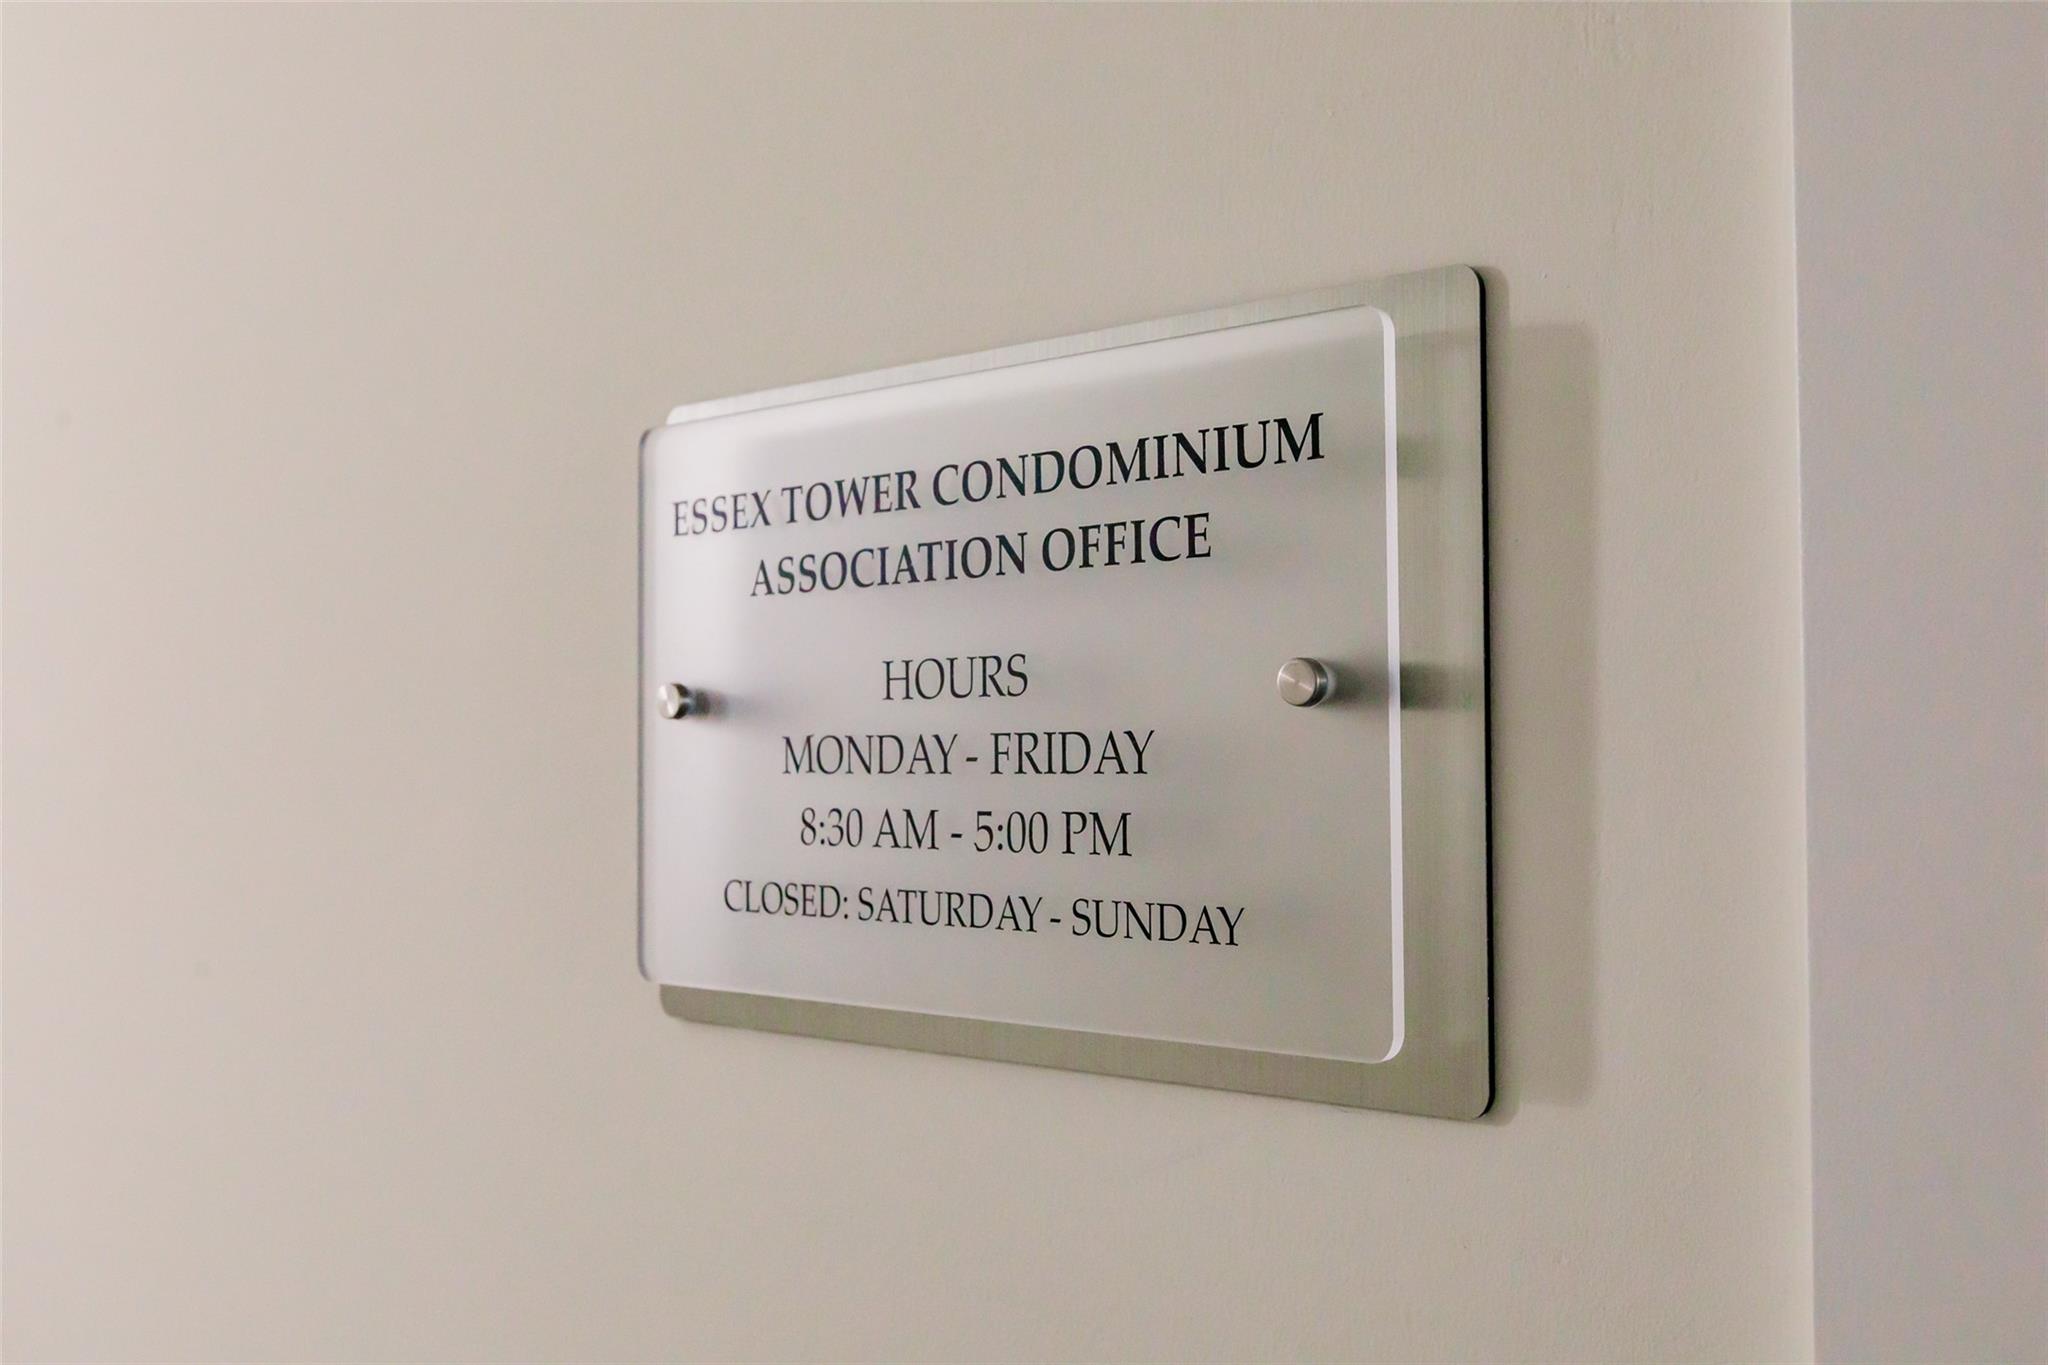 ESSEX TOWER CONDOMINIUM
ASSOCIATION OFFICE
HOURS
MONDAY - FRIDAY
8:30 AM - 5:00 PM
CLOSED: SATURDAY - SUNDAY